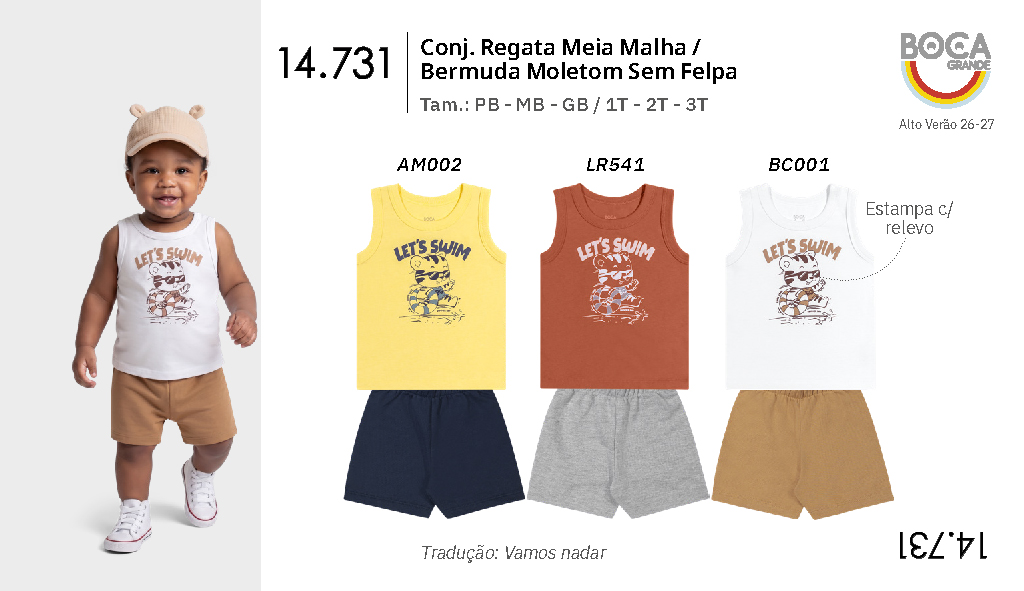 14.731
Conj. Regata Meia Malha /
Bermuda Moletom Sem Felpa
Tam.: PB - MB - GB / 1T - 2T - 3T
BOCA
GRANDE
Alto Verão 26-27
AM002
LR541
BC001
Estampa c/
relevo
LET'S SWIM
LET'S SWIM
LET'S SWIM
LET'S SWIM
Tradução: Vamos nadar
14.731